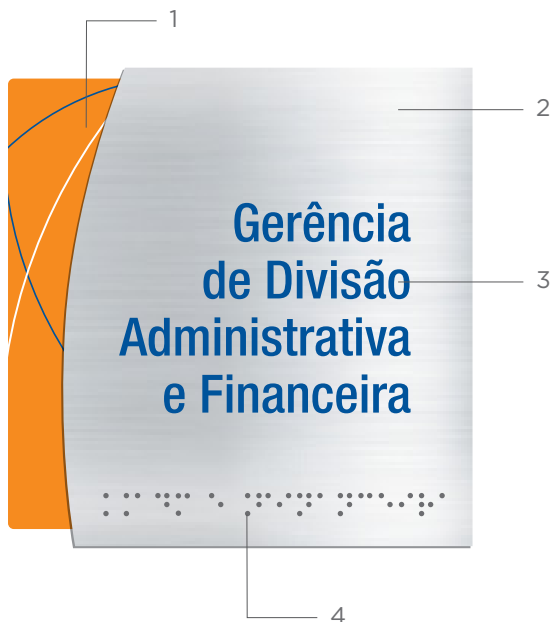 1
2
Gerência
de Divisão
3
Administrativa
e Financeira
4